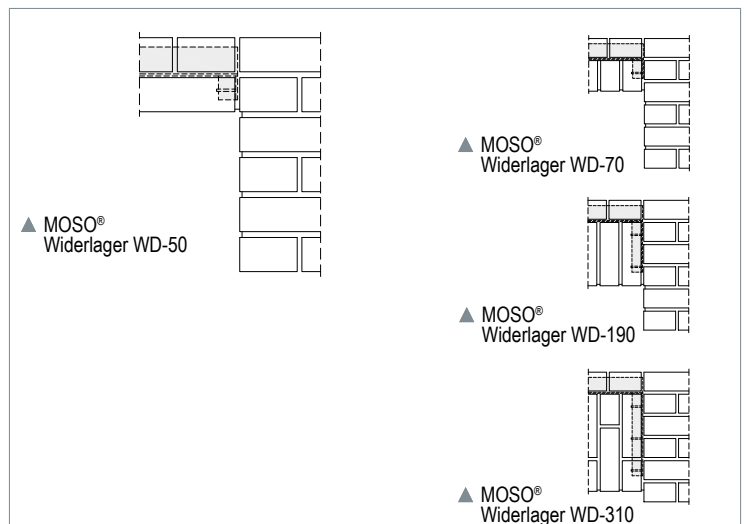 ▲ MOSO®
Widerlager WD-50
▲ MOSO®
Widerlager WD-70
▲ MOSO®
Widerlager WD-190
▲ MOSO®
Widerlager WD-310